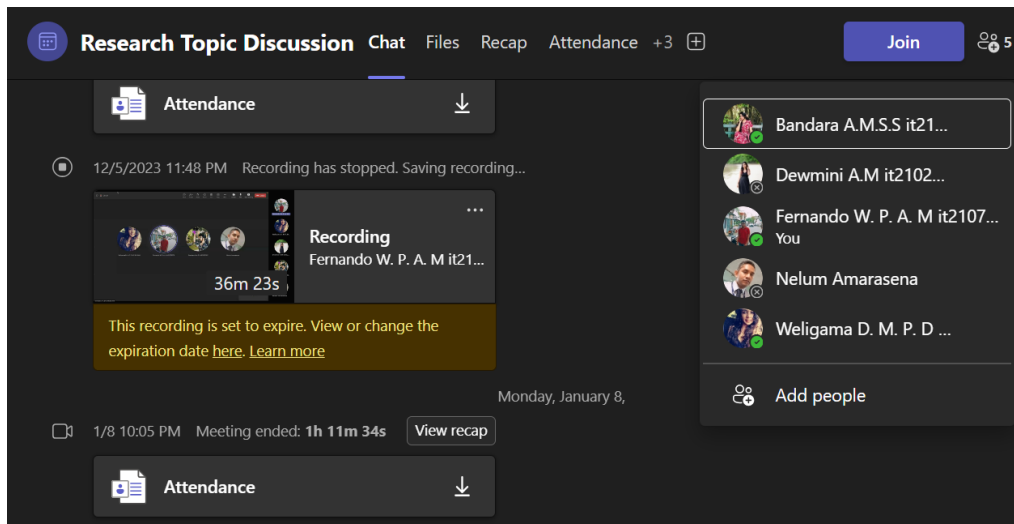 Research Topic Discussion Chat Files Recap Attendance +3 Join 5
Attendance
12/5/2023 11:48 PM Recording has stopped. Saving recording...
Recording
Fernando W. P. A. M it21...
36m 23s
This recording is set to expire. View or change the
expiration date here. Learn more
Monday, January 8,
1/8 10:05 PM Meeting ended: 1h 11m 34s View recap
Attendance
Bandara A.M.S.S it21...
Dewmini A.M it2102...
Fernando W. P. A. M it2107...
You
Nelum Amarasena
Weligama D. M. P. D ...
Add people